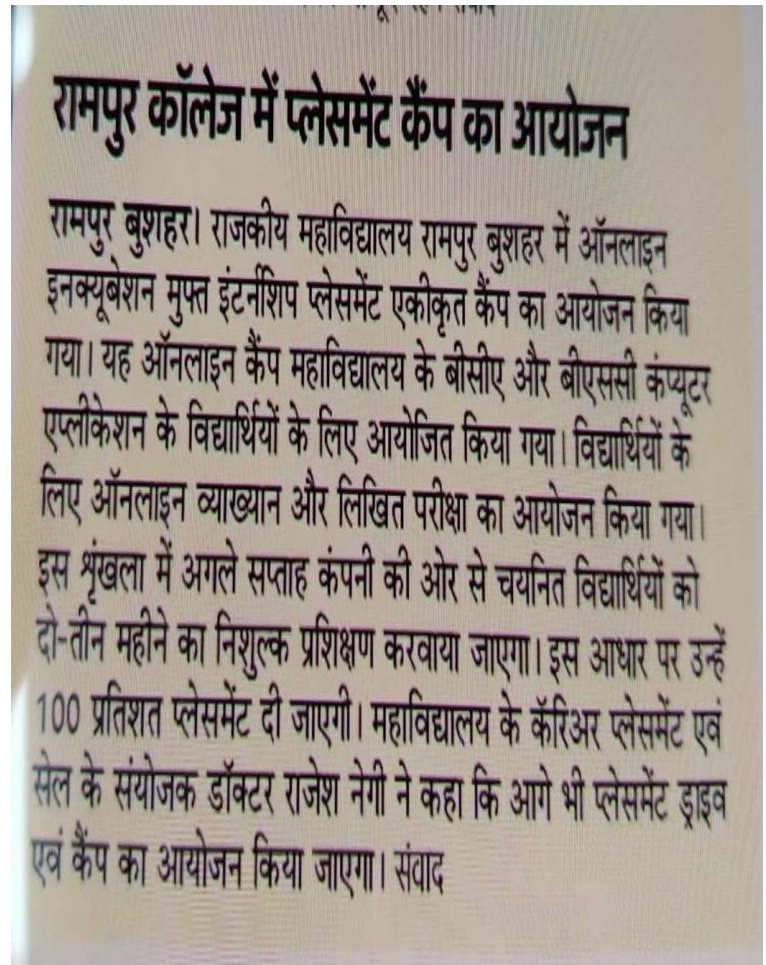 रामपुर कॉलेज में प्लेसमेंट कैंप का आयोजन
रामपुर बुशहर। राजकीय महाविद्यालय रामपुर बुशहर में ऑनलाइन
इनक्यूबेशन मुफ्त इंटर्नशिप प्लेसमेंट एकीकृत कैंप का आयोजन किया
गया। यह ऑनलाइन कैंप महाविद्यालय के बीसीए और बीएससी कंप्यूटर
एप्लीकेशन के विद्यार्थियों के लिए आयोजित किया गया। विद्यार्थियों के
लिए ऑनलाइन व्याख्यान और लिखित परीक्षा का आयोजन किया गया।
इस शृंखला में अगले सप्ताह कंपनी की ओर से चयनित विद्यार्थियों को
दो-तीन महीने का निशुल्क प्रशिक्षण करवाया जाएगा। इस आधार पर उन्हें
100 प्रतिशत प्लेसमेंट दी जाएगी। महाविद्यालय के कॅरिअर प्लेसमेंट एवं
सेल के संयोजक डॉक्टर राजेश नेगी ने कहा कि आगे भी प्लेसमेंट ड्राइव
एवं कैंप का आयोजन किया जाएगा। संवाद